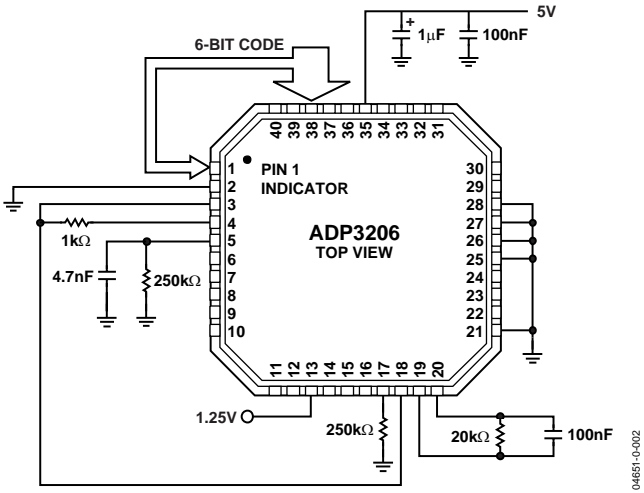 5V
+
1μF
100nF
6-BIT CODE
40 39 38 37 36 35 34 33 32 31
1
2
3
4
5
6
7
8
9
10
PIN 1
INDICATOR
ADP3206
TOP VIEW
30
29
28
27
26
25
24
23
22
21
1kΩ
4.7nF
250kΩ
11 12 13 14 15 16 17 18 19 20
1.25V
250kΩ
20kΩ
100nF
04651-0-002